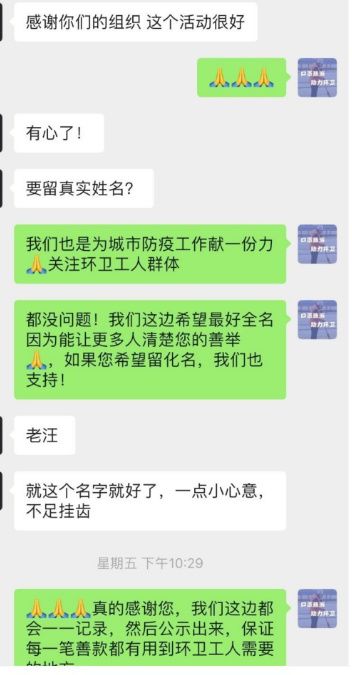 感谢你们的组织 这个活动很好
🙏🙏🙏
有心了！
要留真实姓名？
我们也是为城市防疫工作献一份力
🙏关注环卫工人群体
都没问题！我们这边希望最好全名
因为能让更多人清楚您的善举
🙏，如果您希望留化名，我们也
支持！
老汪
就这个名字就好了，一点小心意，
不足挂齿
星期五 下午10:29
🙏🙏🙏真的感谢您，我们这边都
会一一记录，然后公示出来，保证
每一笔善款都有用到环卫工人需要
的地方